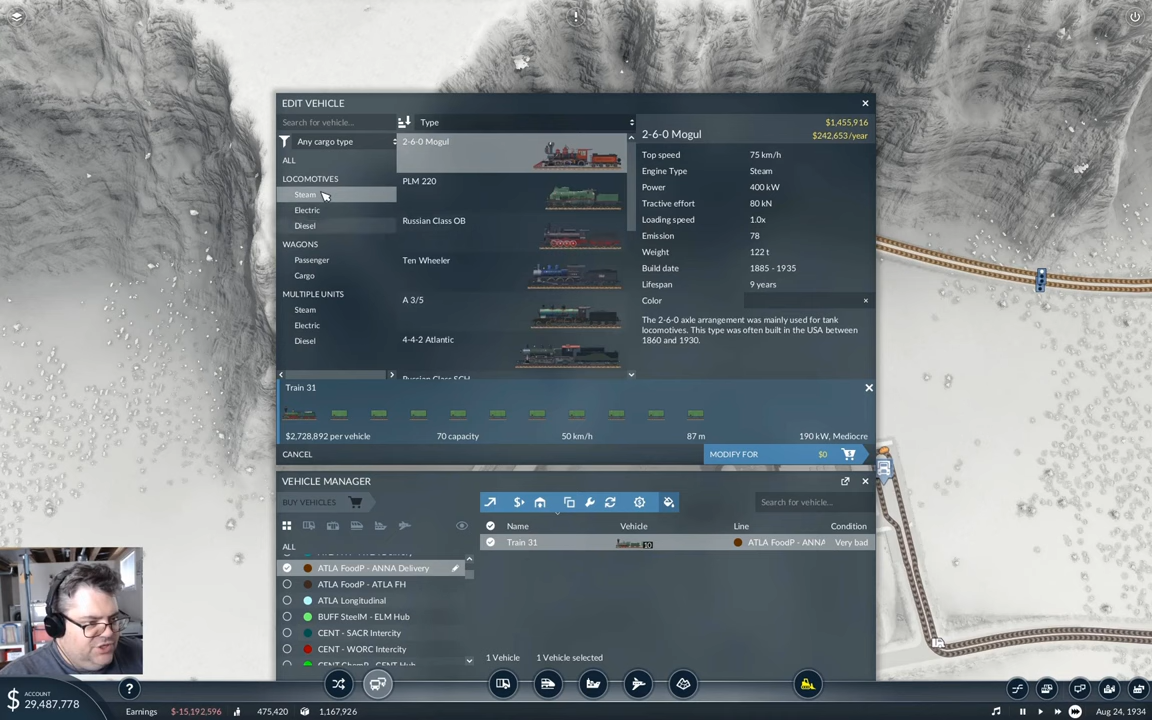 EDIT VEHICLE
Search for vehicle...
Type
Any cargo type
ALL
LOCOMOTIVES
Steam
Electric
Diesel
WAGONS
Passenger
Cargo
MULTIPLE UNITS
Steam
Electric
Diesel
2-6-0 Mogul
PLM 220
Russian Class OB
Ten Wheeler
A 3/5
4-4-2 Atlantic
Russian Class SCH
2-6-0 Mogul
$1,455,916
$242,653/year
Top speed 75 km/h
Engine Type Steam
Power 400 kW
Tractive effort 80 kN
Loading speed 1.0x
Emission 78
Weight 122 t
Build date 1885 - 1935
Lifespan 9 years
Color
The 2-6-0 axle arrangement was mainly used for tank
locomotives. This type was often built in the USA between
1860 and 1930.
Train 31
$2,728,892 per vehicle 70 capacity 50 km/h 87 m 190 kW, Mediocre
CANCEL
MODIFY FOR $0
VEHICLE MANAGER
BUY VEHICLES
Search for vehicle...
Name Vehicle Line Condition
Train 31 10 ATLA FoodP - ANNA Very bad
ALL
ATLA FoodP - ANNA Delivery
ATLA FoodP - ATLA FH
ATLA Longitudinal
BUFF SteelM - ELM Hub
CENT - SACR Intercity
CENT - WORC Intercity
CENT ChemP - CENT Hub
1 Vehicle 1 Vehicle selected
ACCOUNT
$ 29,487,778
Earnings $-15,192,596 475,420 1,167,926
Aug 24, 1934